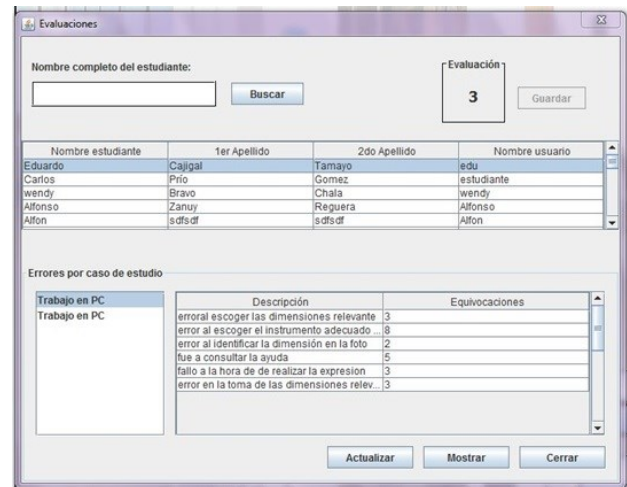 Evaluaciones
Nombre completo del estudiante:
Buscar
Evaluación
3
Guardar
Nombre estudiante 1er Apellido 2do Apellido Nombre usuario
Eduardo Cajigal Tamayo edu
Carlos Prío Gomez estudiante
wendy Bravo Chala wendy
Alfonso Zanuy Reguera Alfonso
Alfon sdfsdf sdfsdf Alfon
Errores por caso de estudio
Trabajo en PC
Trabajo en PC
Descripción Equivocaciones
erroral escoger las dimensiones relevante 3
error al escoger el instrumento adecuado ... 8
error al identificar la dimensión en la foto 2
fue a consultar la ayuda 5
fallo a la hora de de realizar la expresion 3
error en la toma de las dimensiones relev... 3
Actualizar Mostrar Cerrar